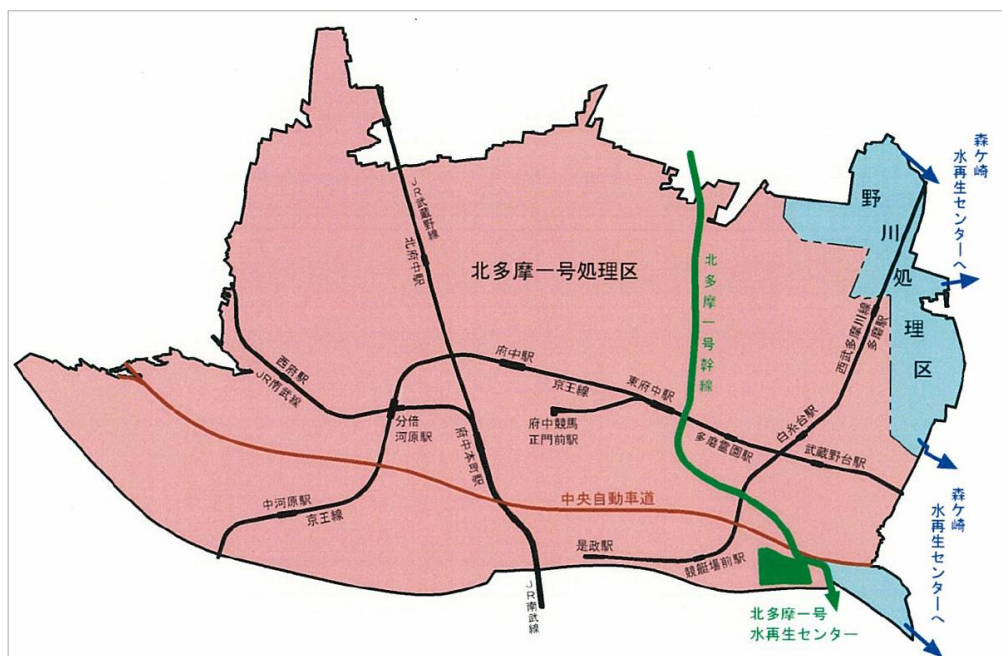 森ケ崎
水再生センターへ
野川処理区
JR武蔵野線
北府中駅
北多摩一号処理区
北多摩一号幹線
西武多摩川線
多磨駅
西府駅
JR南武線
府中駅
京王線
東府中駅
分倍
河原駅
府中本町駅
府中競馬
正門前駅
多磨霊園駅
白糸台駅
武蔵野台駅
中河原駅
京王線
中央自動車道
森ケ崎
水再生センターへ
是政駅
競艇場前駅
JR南武線
北多摩一号
水再生センター